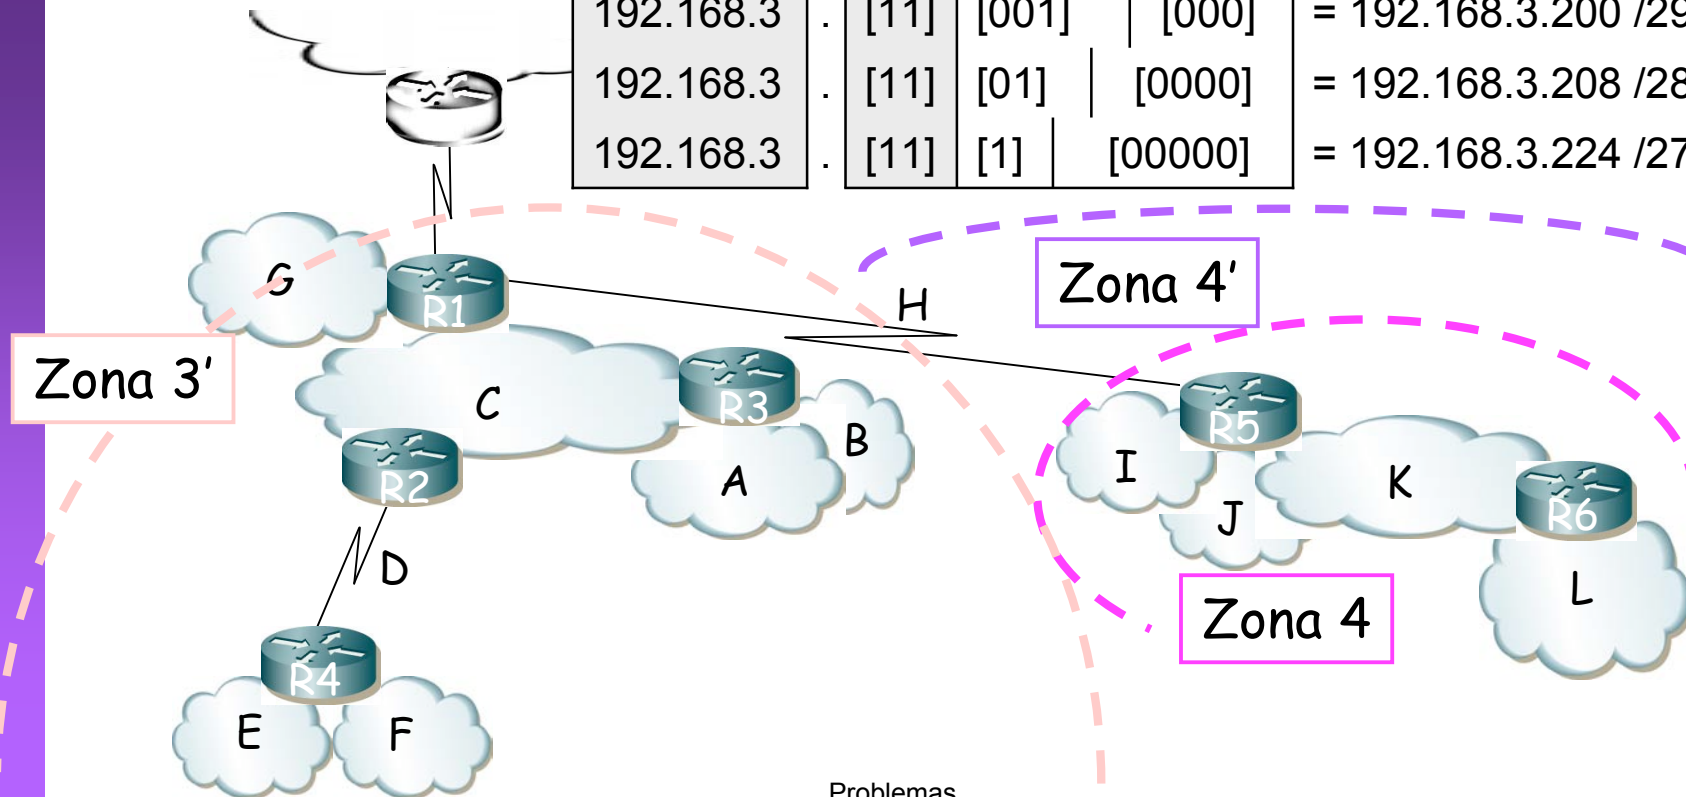 192.168.3 . [11] [001] [000] = 192.168.3.200 /29
192.168.3 . [11] [01] [0000] = 192.168.3.208 /28
192.168.3 . [11] [1] [00000] = 192.168.3.224 /27
Zona 4'
G
R1
H
Zona 3'
C
R3
B
R5
A
I
K
R2
J
R6
D
L
Zona 4
R4
E
F
Problemas